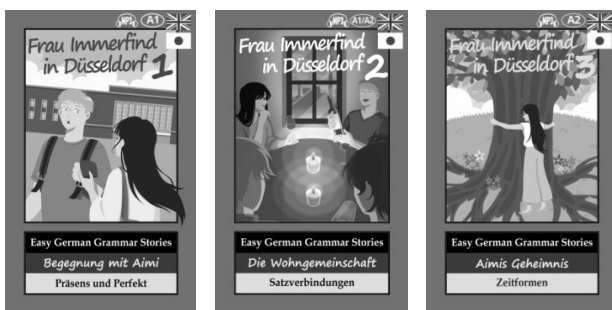 MP3 A1
Frau Immerfind
in Düsseldorf 1
Easy German Grammar Stories
Begegnung mit Aimi
Präsens und Perfekt
MP3 A1/A2
Frau Immerfind
in Düsseldorf 2
Easy German Grammar Stories
Die Wohngemeinschaft
Satzverbindungen
MP3 A2
Frau Immerfind
in Düsseldorf 3
Easy German Grammar Stories
Aimis Geheimnis
Zeitformen